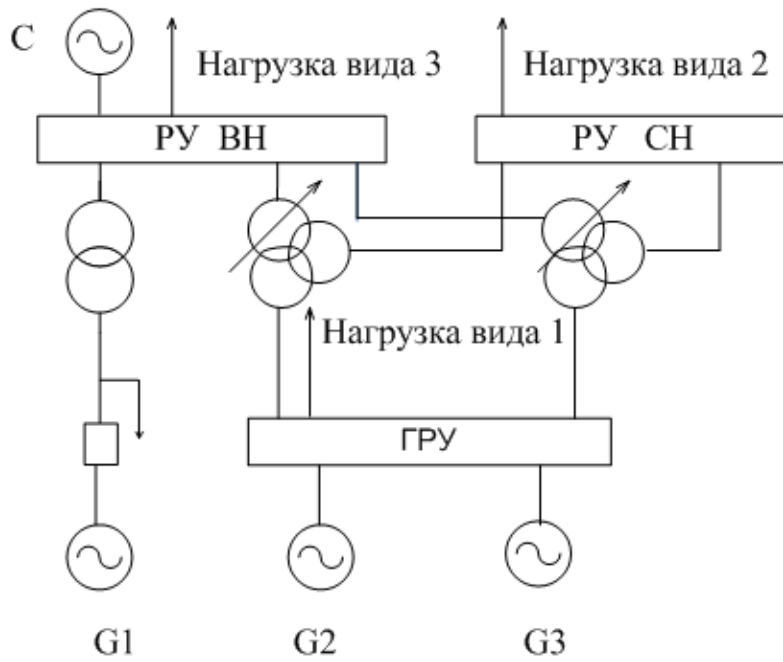 С
Нагрузка вида 3
Нагрузка вида 2
РУ ВН
РУ СН
Нагрузка вида 1
ГРУ
G1
G2
G3